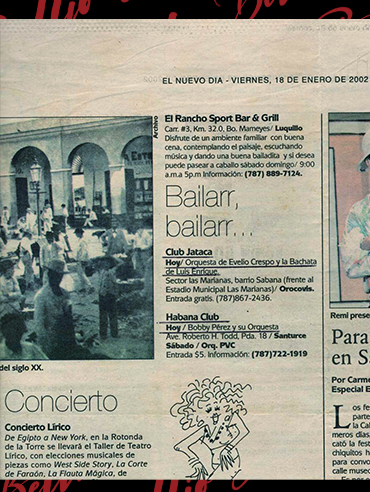 EL NUEVO DIA - VIERNES, 18 DE ENERO DE 2002
Archivo
El Rancho Sport Bar & Grill
Carr. #3, Km. 32.0, Bo. Mameyes/ Luquillo
Disfrute de un ambiente familiar con buena
cena, contemplando el paisaje, escuchando
música y dando una buena bailadita y si desea
puede pasear a caballo sábado domingo/ 9:00
a.m.a 5p.m Información: (787) 889-7124.
Bailarr,
bailarr...
Club Jataca
Hoy/ Orquesta de Evelio Crespo y la Bachata
de Luis Enrique.
Sector las Marianas, barrio Sabana (frente al
Estadio Municipal Las Marianas)/ Orocovis.
Entrada gratis. (787)867-2436.
Habana Club
Hoy / Bobby Pérez y su Orquesta
Ave. Roberto H. Todd, Pda. 18 / Santurce
Sábado / Orq. PVC
Entrada $5. Información: (787)722-1919
del siglo XX.
Concierto
Concierto Lírico
De Egipto a New York, en la Rotonda
de la Torre se llevará el Taller de Teatro
Lírico, con elecciones musicales de
piezas como West Side Story, La Corte
de Faraón, La Flauta Mágica, de
Remi prese
Para
en S
Por Carme
Especial E
Los fe
parte
la Cal
meros días,
cató la fest
chiquitos h
para convo
calle museo